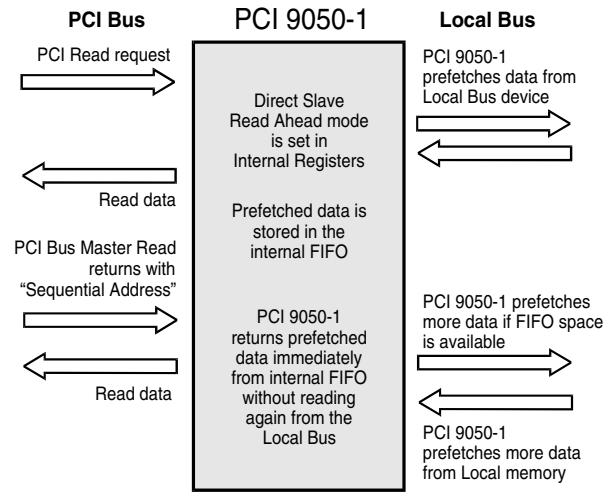 PCI Bus
PCI 9050-1
Local Bus
PCI Read request
Read data
PCI Bus Master Read
returns with
“Sequential Address”
Read data
Direct Slave
Read Ahead mode
is set in
Internal Registers
Prefetched data is
stored in the
internal FIFO
PCI 9050-1
returns prefetched
data immediately
from internal FIFO
without reading
again from the
Local Bus
PCI 9050-1
prefetches data from
Local Bus device
PCI 9050-1 prefetches
more data if FIFO space
is available
PCI 9050-1
prefetches more data
from Local memory